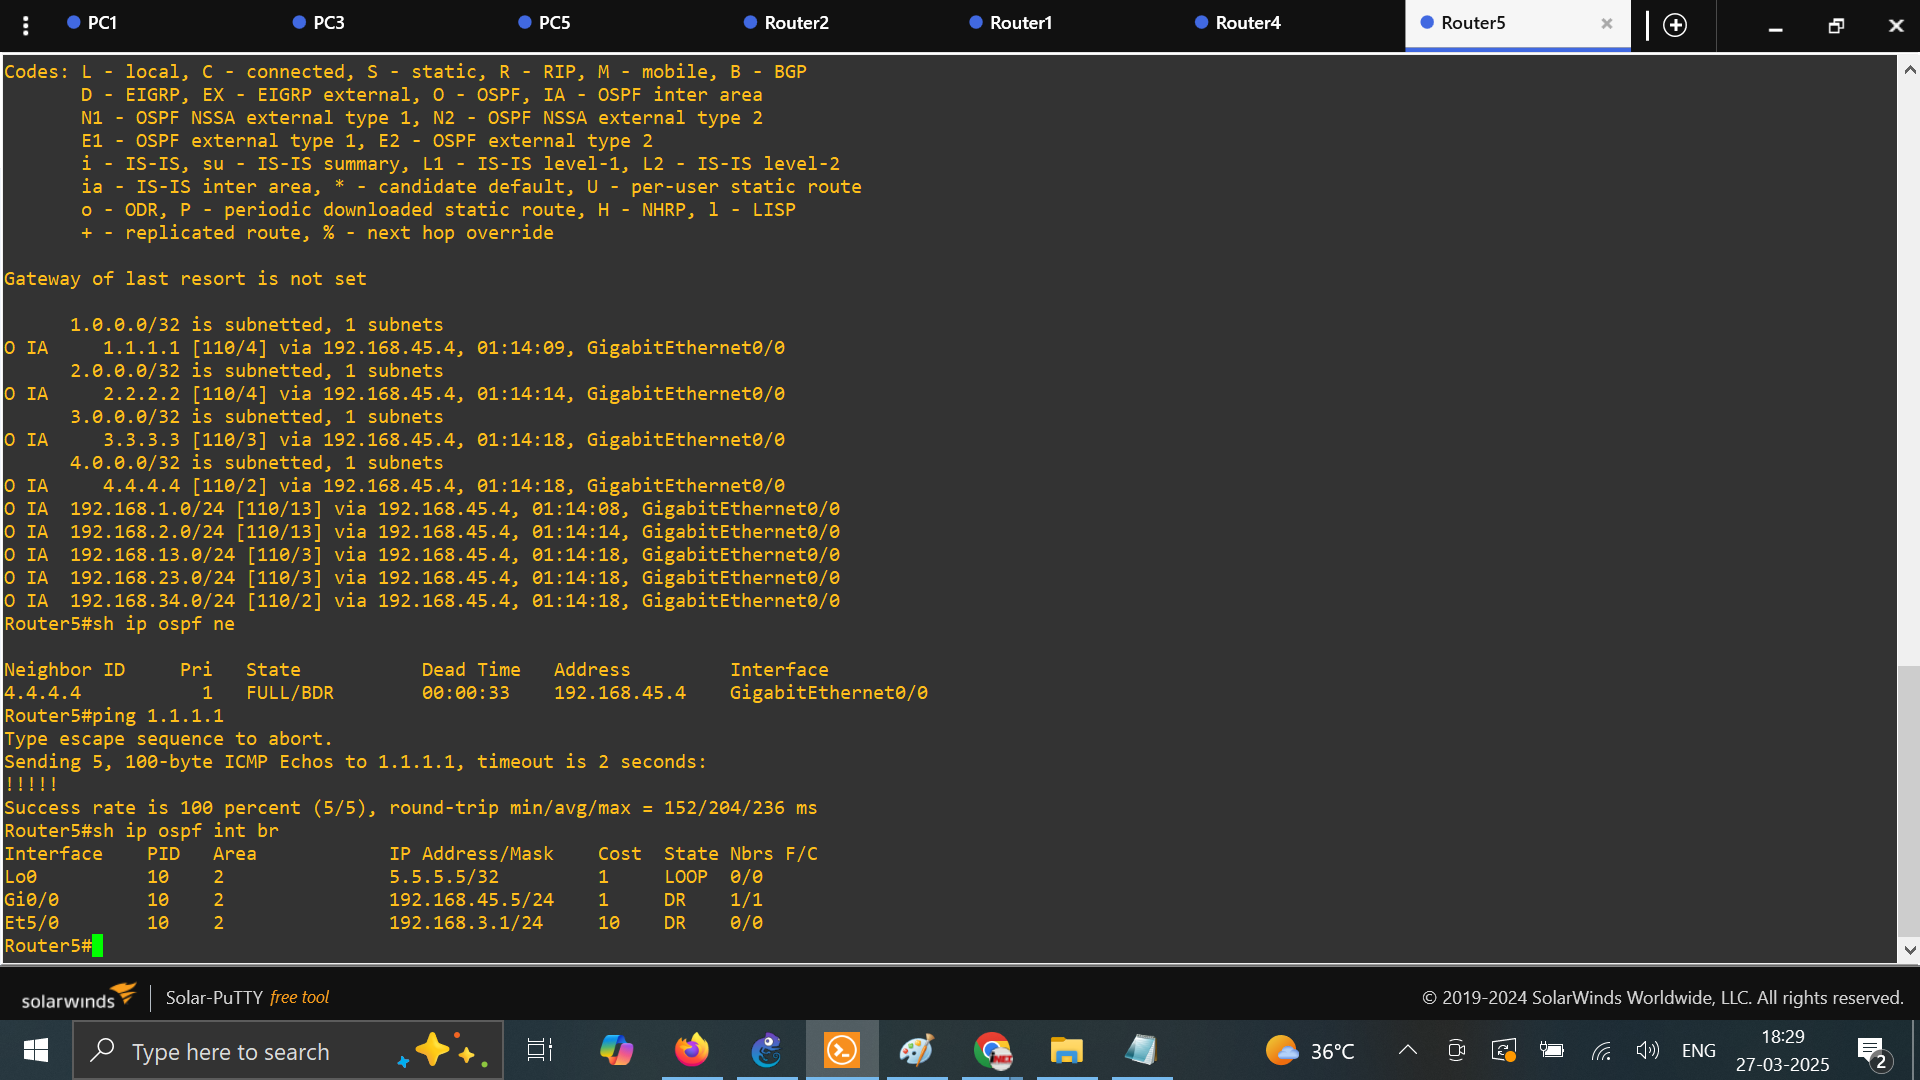 PC1
PC3
PC5
Router2
Router1
Router4
Router5
Codes: L - local, C - connected, S - static, R - RIP, M - mobile, B - BGP
D - EIGRP, EX - EIGRP external, O - OSPF, IA - OSPF inter area
N1 - OSPF NSSA external type 1, N2 - OSPF NSSA external type 2
E1 - OSPF external type 1, E2 - OSPF external type 2
i - IS-IS, su - IS-IS summary, L1 - IS-IS level-1, L2 - IS-IS level-2
ia - IS-IS inter area, * - candidate default, U - per-user static route
o - ODR, P - periodic downloaded static route, H - NHRP, l - LISP
+ - replicated route, % - next hop override
Gateway of last resort is not set
1.0.0.0/32 is subnetted, 1 subnets
O IA     1.1.1.1 [110/4] via 192.168.45.4, 01:14:09, GigabitEthernet0/0
2.0.0.0/32 is subnetted, 1 subnets
O IA     2.2.2.2 [110/4] via 192.168.45.4, 01:14:14, GigabitEthernet0/0
3.0.0.0/32 is subnetted, 1 subnets
O IA     3.3.3.3 [110/3] via 192.168.45.4, 01:14:18, GigabitEthernet0/0
4.0.0.0/32 is subnetted, 1 subnets
O IA     4.4.4.4 [110/2] via 192.168.45.4, 01:14:18, GigabitEthernet0/0
O IA  192.168.1.0/24 [110/13] via 192.168.45.4, 01:14:08, GigabitEthernet0/0
O IA  192.168.2.0/24 [110/13] via 192.168.45.4, 01:14:14, GigabitEthernet0/0
O IA  192.168.13.0/24 [110/3] via 192.168.45.4, 01:14:18, GigabitEthernet0/0
O IA  192.168.23.0/24 [110/3] via 192.168.45.4, 01:14:18, GigabitEthernet0/0
O IA  192.168.34.0/24 [110/2] via 192.168.45.4, 01:14:18, GigabitEthernet0/0
Router5#sh ip ospf ne
Neighbor ID     Pri   State           Dead Time   Address         Interface
4.4.4.4           1   FULL/BDR        00:00:33    192.168.45.4    GigabitEthernet0/0
Router5#ping 1.1.1.1
Type escape sequence to abort.
Sending 5, 100-byte ICMP Echos to 1.1.1.1, timeout is 2 seconds:
!!!!!
Success rate is 100 percent (5/5), round-trip min/avg/max = 152/204/236 ms
Router5#sh ip ospf int br
Interface    PID   Area            IP Address/Mask    Cost  State Nbrs F/C
Lo0          10    2               5.5.5.5/32         1     LOOP  0/0
Gi0/0        10    2               192.168.45.5/24    1     DR    1/1
Et5/0        10    2               192.168.3.1/24     10    DR    0/0
Router5#
solarwinds Solar-PuTTY free tool
© 2019-2024 SolarWinds Worldwide, LLC. All rights reserved.
Type here to search
36°C
ENG
18:29
27-03-2025
2